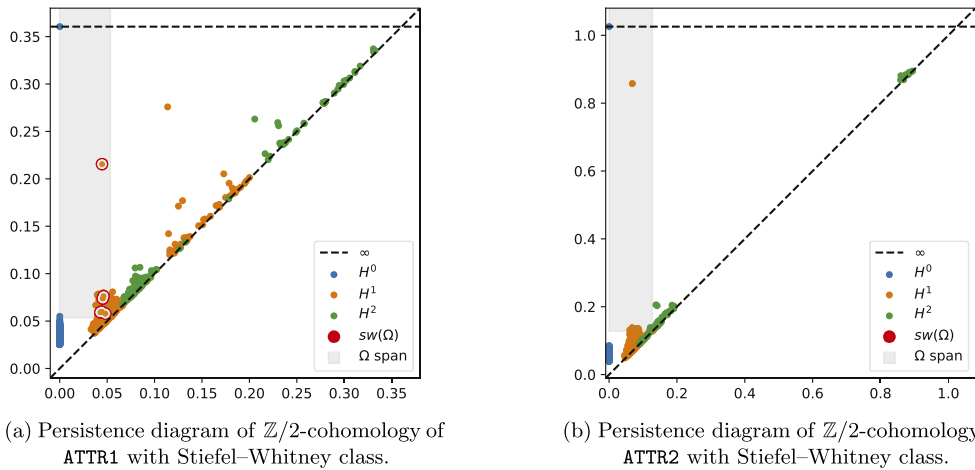 0.35
0.30
0.25
0.20
0.15
0.10
0.05
0.00
0.00 0.05 0.10 0.15 0.20 0.25 0.30 0.35
∞
H⁰
H¹
H²
sw(Ω)
Ω span
(a) Persistence diagram of ℤ/2-cohomology of
ATTR1 with Stiefel–Whitney class.
1.0
0.8
0.6
0.4
0.2
0.0
0.0 0.2 0.4 0.6 0.8 1.0
∞
H⁰
H¹
H²
sw(Ω)
Ω span
(b) Persistence diagram of ℤ/2-cohomology
ATTR2 with Stiefel–Whitney class.